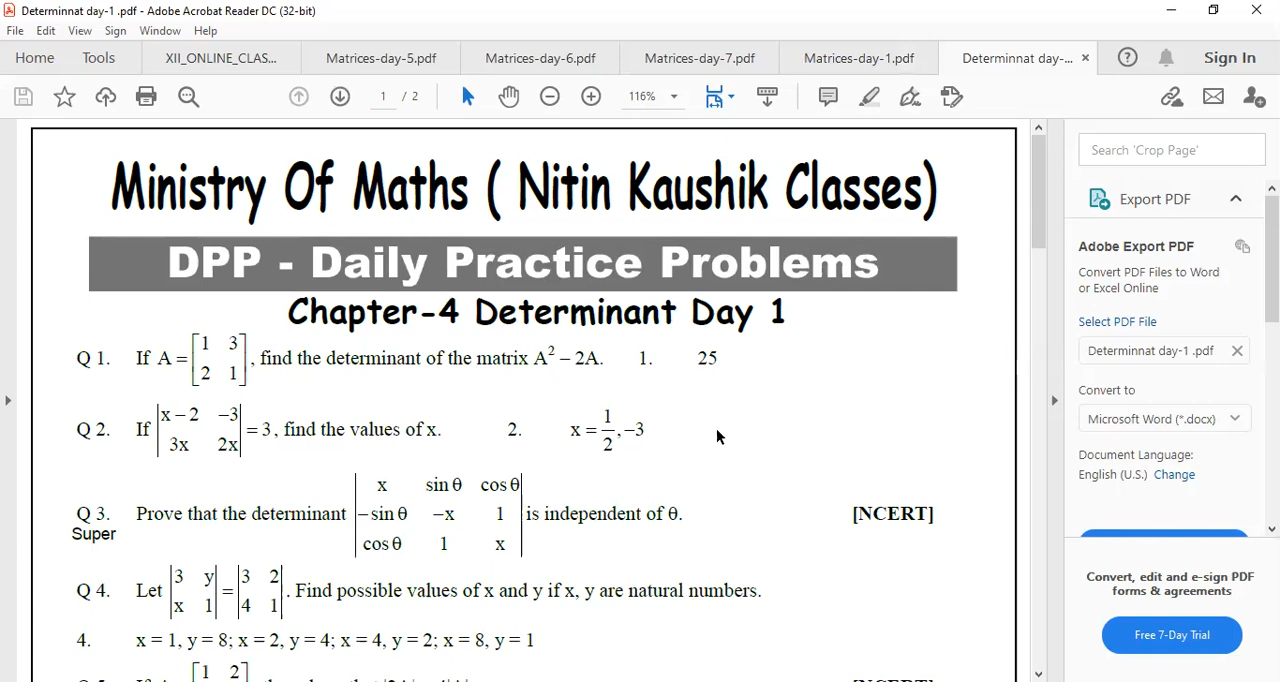 Determinnat day-1 .pdf - Adobe Acrobat Reader DC (32-bit)
File Edit View Sign Window Help
Home Tools XII_ONLINE_CLAS... Matrices-day-5.pdf Matrices-day-6.pdf Matrices-day-7.pdf Matrices-day-1.pdf Determinnat day-... × Sign In
1 / 2 116%
Ministry Of Maths ( Nitin Kaushik Classes)
DPP - Daily Practice Problems
Chapter-4 Determinant Day 1
Q 1. If A = [1 3; 2 1], find the determinant of the matrix A² – 2A. 1. 25
Q 2. If |x – 2 –3; 3x 2x| = 3, find the values of x. 2. x = 1/2, –3
Q 3. Prove that the determinant |x sin θ cos θ; –sin θ –x 1; cos θ 1 x| is independent of θ. [NCERT]
Super
Q 4. Let |3 y; x 1| = |3 2; 4 1|. Find possible values of x and y if x, y are natural numbers.
4. x = 1, y = 8; x = 2, y = 4; x = 4, y = 2; x = 8, y = 1
1 2
Search 'Crop Page'
Export PDF
Adobe Export PDF
Convert PDF Files to Word
or Excel Online
Select PDF File
Determinnat day-1 .pdf ×
Convert to
Microsoft Word (*.docx)
Document Language:
English (U.S.) Change
Convert, edit and e-sign PDF
forms & agreements
Free 7-Day Trial